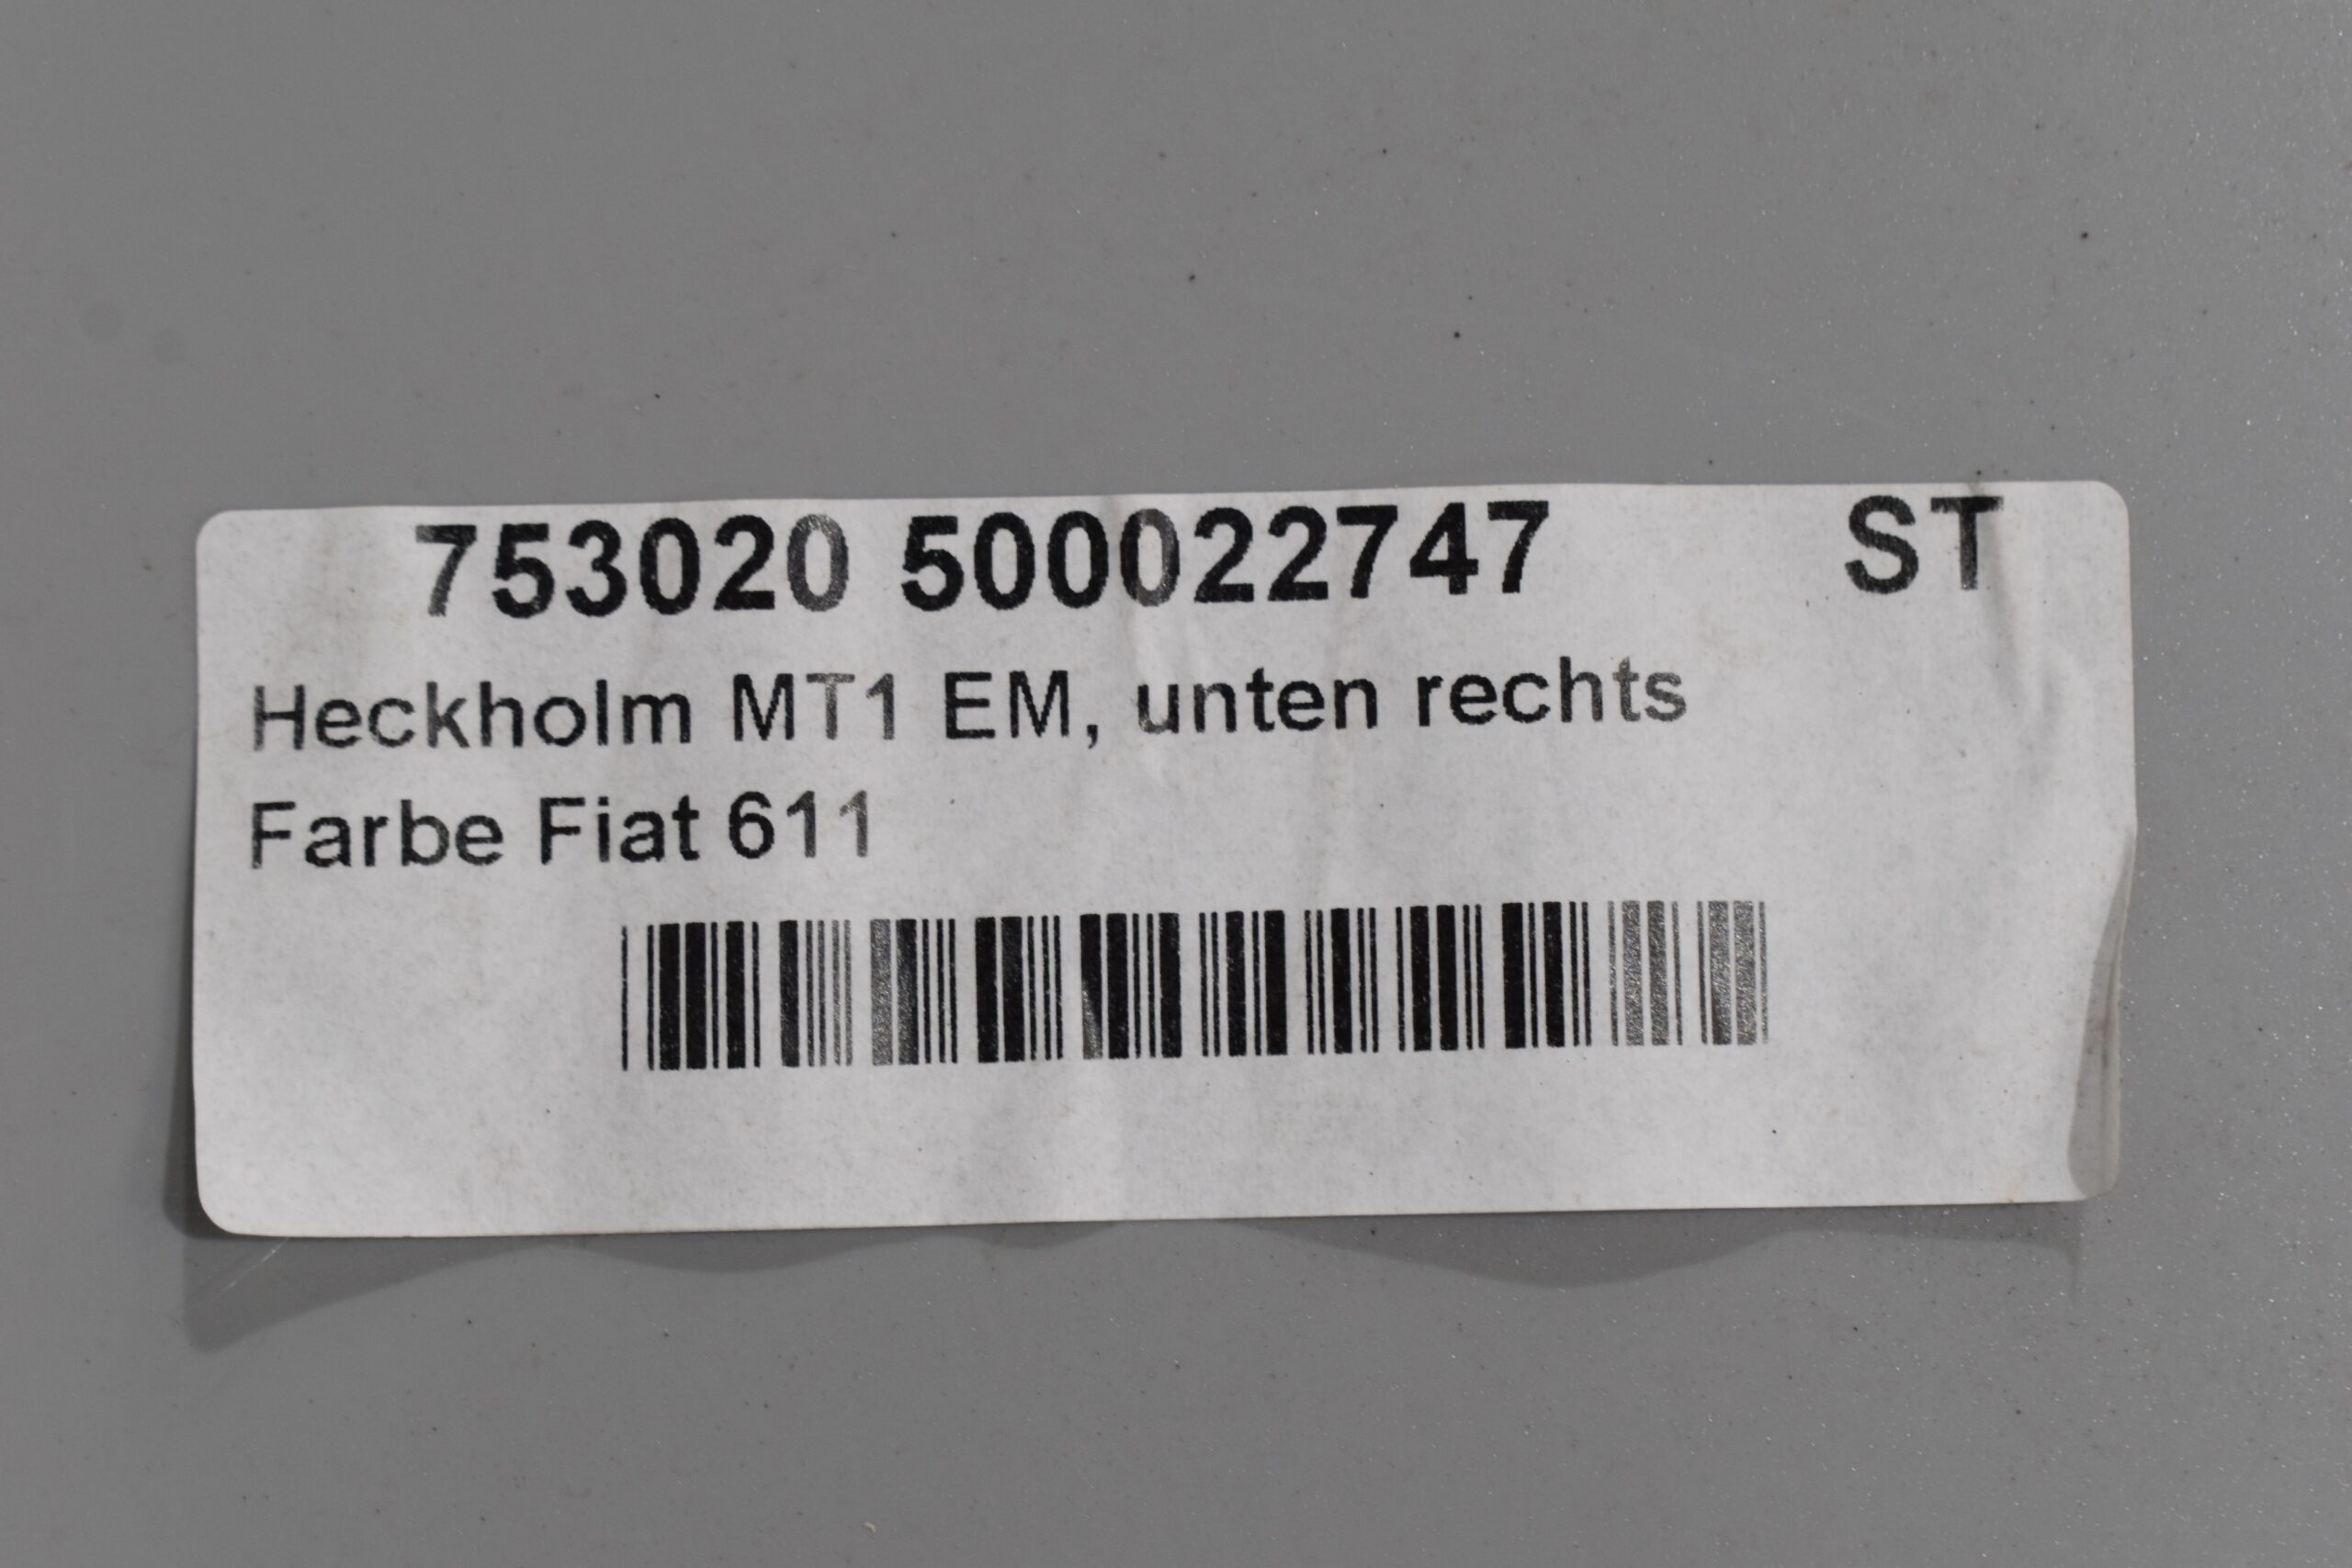 753020 500022747 ST
Heckholm MT1 EM, unten rechts
Farbe Fiat 611